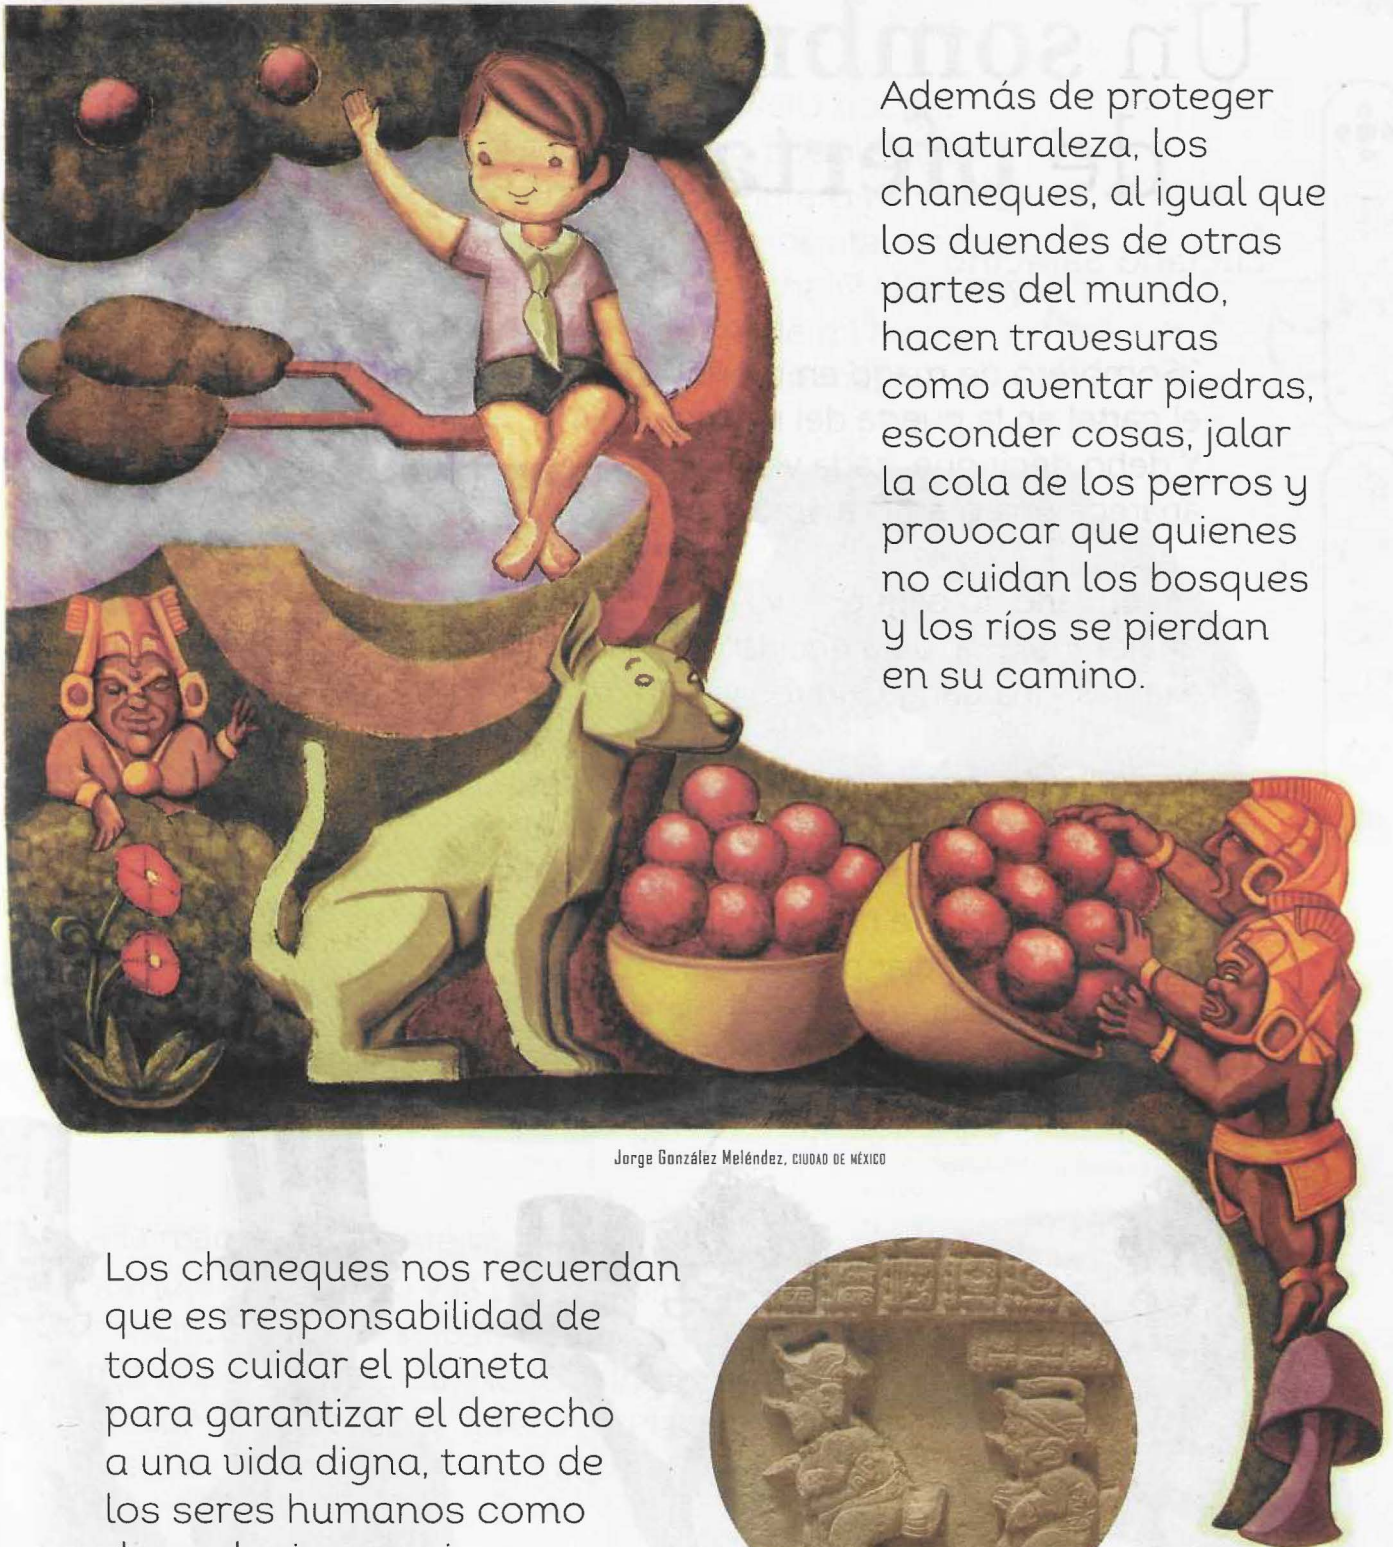 Además de proteger
la naturaleza, los
chaneques, al igual que
los duendes de otras
partes del mundo,
hacen travesuras
como aventar piedras,
esconder cosas, jalar
la cola de los perros y
provocar que quienes
no cuidan los bosques
y los ríos se pierdan
en su camino.
Jorge González Meléndez, CIUDAD DE MÉXICO
Los chaneques nos recuerdan
que es responsabilidad de
todos cuidar el planeta
para garantizar el derecho
a una vida digna, tanto de
los seres humanos como